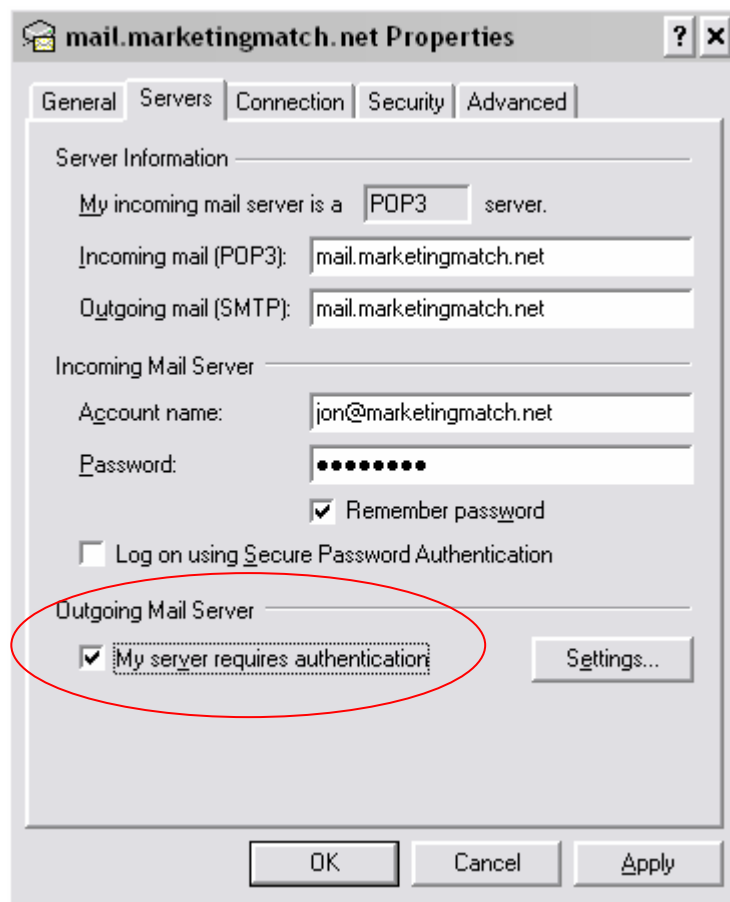 mail.marketingmatch.net Properties ? ×
General Servers Connection Security Advanced
Server Information
My incoming mail server is a POP3 server.
Incoming mail (POP3): mail.marketingmatch.net
Outgoing mail (SMTP): mail.marketingmatch.net
Incoming Mail Server
Account name: jon@marketingmatch.net
Password: ●●●●●●●●
Remember password
Log on using Secure Password Authentication
Outgoing Mail Server
My server requires authentication Settings...
OK Cancel Apply